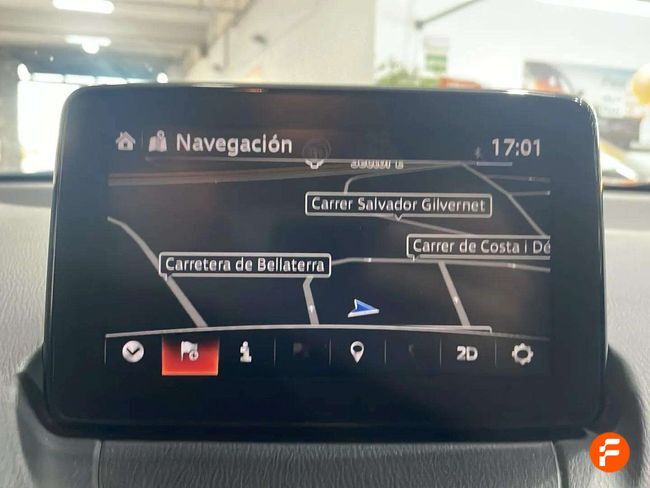 Navegación
17:01
Carrer Salvador Gilvernet
Carrer de Costa i Dé
Carretera de Bellaterra
2D